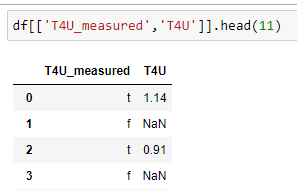 df[['T4U_measured','T4U']].head(11)
T4U_measured T4U
0 t 1.14
1 f NaN
2 t 0.91
3 f NaN